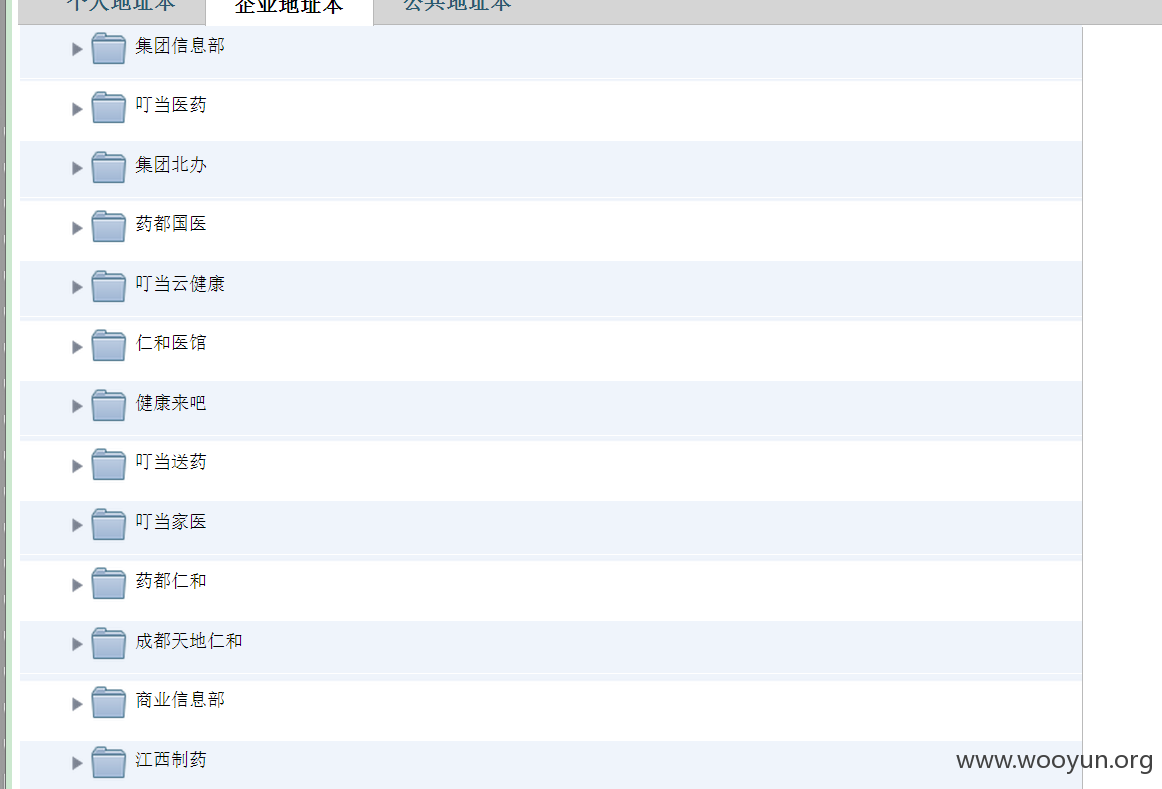 个人地址本 企业地址本 公共地址本
集团信息部
叮当医药
集团北办
药都国医
叮当云健康
仁和医馆
健康来吧
叮当送药
叮当家医
药都仁和
成都天地仁和
商业信息部
江西制药
www.wooyun.org